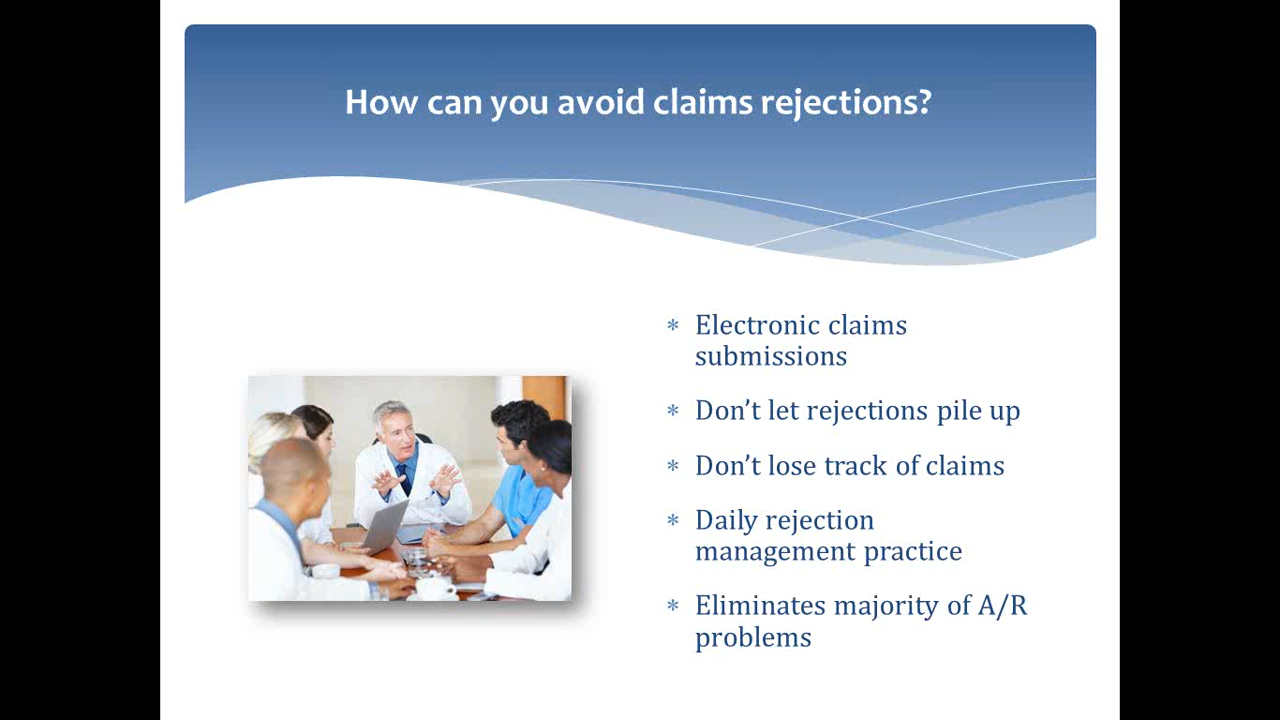 How can you avoid claims rejections?
* Electronic claims
submissions
* Don’t let rejections pile up
* Don’t lose track of claims
* Daily rejection
management practice
* Eliminates majority of A/R
problems